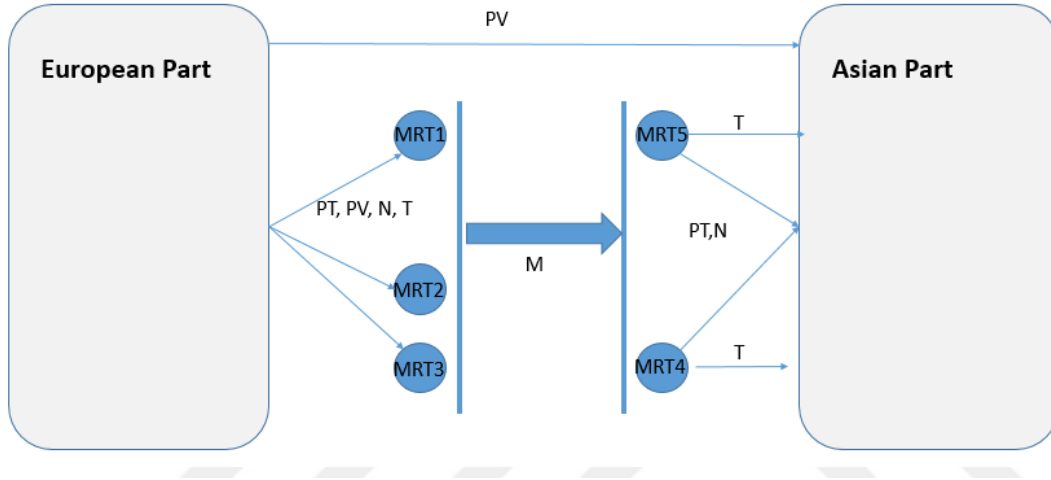 PV
European Part
Asian Part
MRT1
MRT5
T
PT, PV, N, T
PT,N
M
MRT2
MRT3
MRT4
T